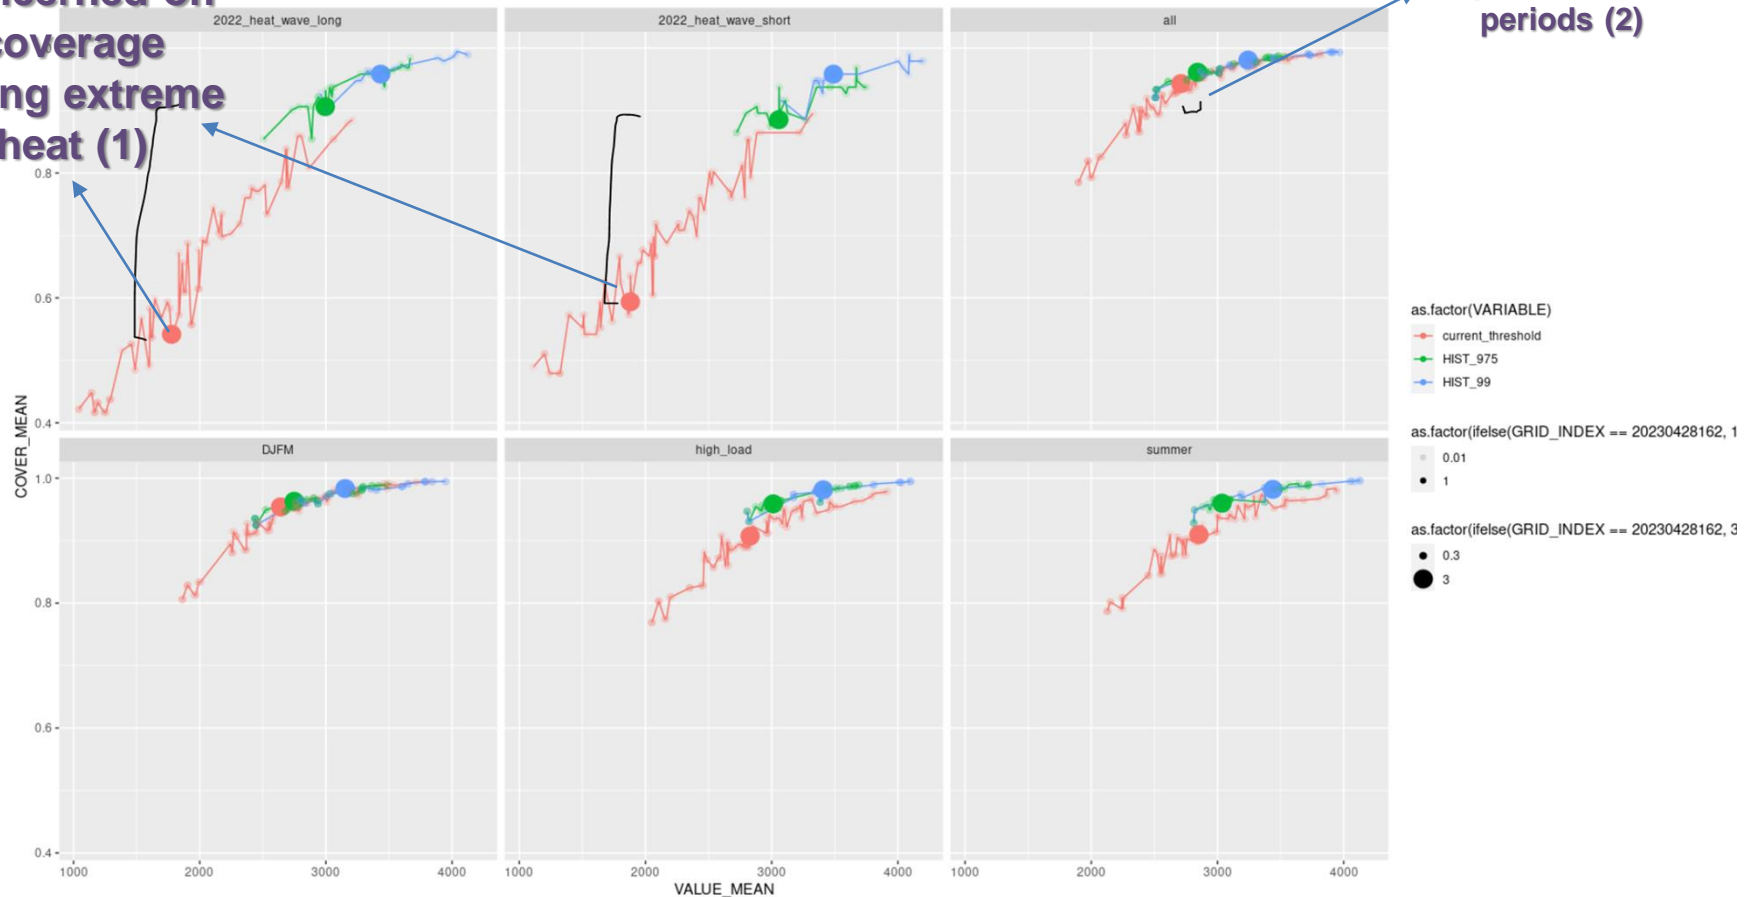 coverage
extreme
heat (1)
periods (2)
2022_heat_wave_long
2022_heat_wave_short
all
0.8
0.6
0.4
COVER_MEAN
DJFM
high_load
summer
1.0
0.8
0.6
0.4
1000 2000 3000 4000
1000 2000 3000 4000
1000 2000 3000 4000
VALUE_MEAN
as.factor(VARIABLE)
current_threshold
HIST_975
HIST_99
as.factor(ifelse(GRID_INDEX == 20230428162, 1
0.01
1
as.factor(ifelse(GRID_INDEX == 20230428162, 3
0.3
3